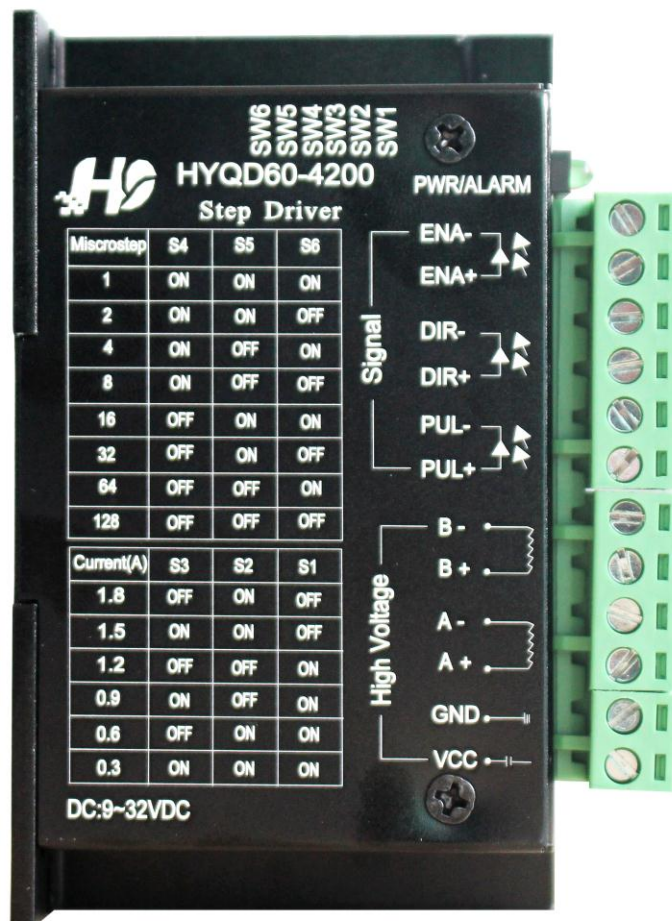 SW6
SW5
SW4
SW3
SW2
SW1
HYQD60-4200
Step Driver
PWR/ALARM
Miscrostep S4 S5 S6
1 ON ON ON
2 ON ON OFF
4 ON OFF ON
8 ON OFF OFF
16 OFF ON ON
32 OFF ON OFF
64 OFF OFF ON
128 OFF OFF OFF
Current(A) S3 S2 S1
1.8 OFF ON OFF
1.5 ON ON OFF
1.2 OFF OFF ON
0.9 ON OFF ON
0.6 OFF ON ON
0.3 ON ON ON
DC:9~32VDC
Signal
ENA-
ENA+
DIR-
DIR+
PUL-
PUL+
High Voltage
B -
B +
A -
A +
GND
VCC